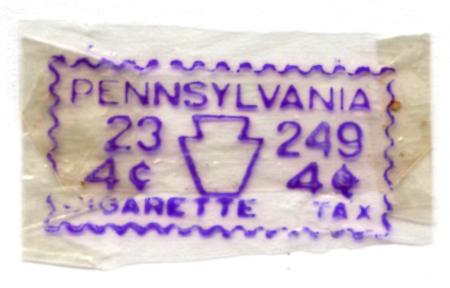 PENNSYLVANIA
23 249
4¢ 4¢
CIGARETTE TAX